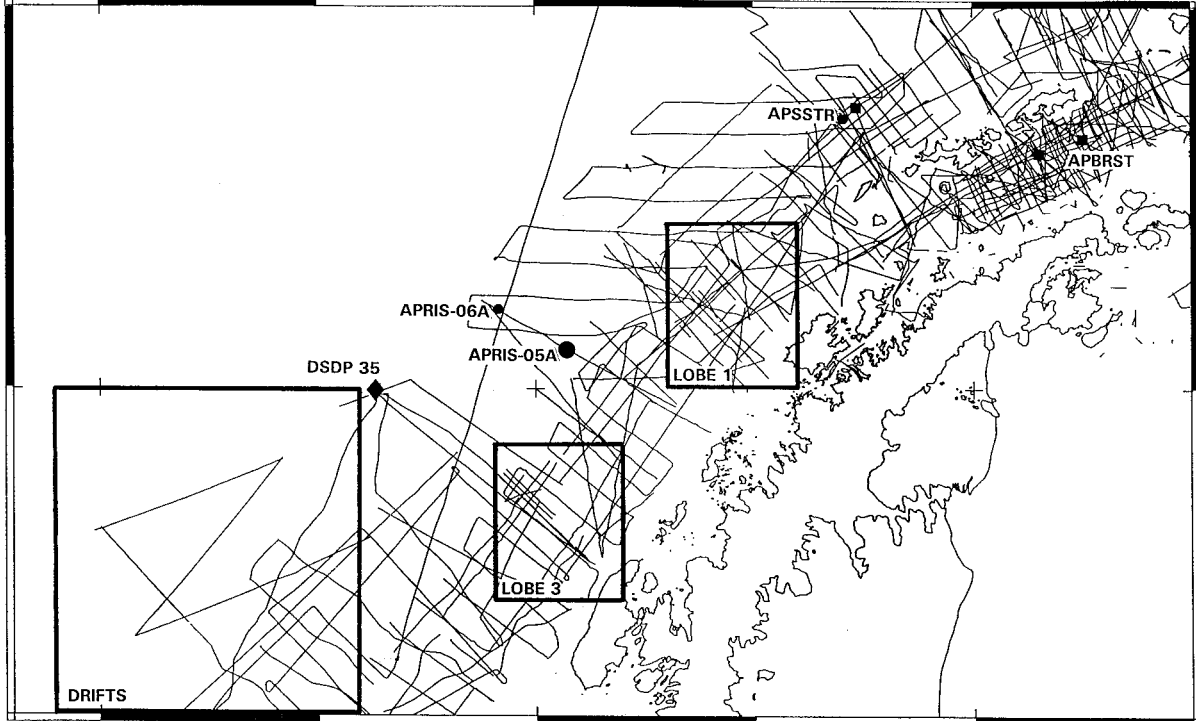 APSSTR
APBRST
APRIS-06A
APRIS-05A
DSDP 35
LOBE 1
LOBE 3
DRIFTS